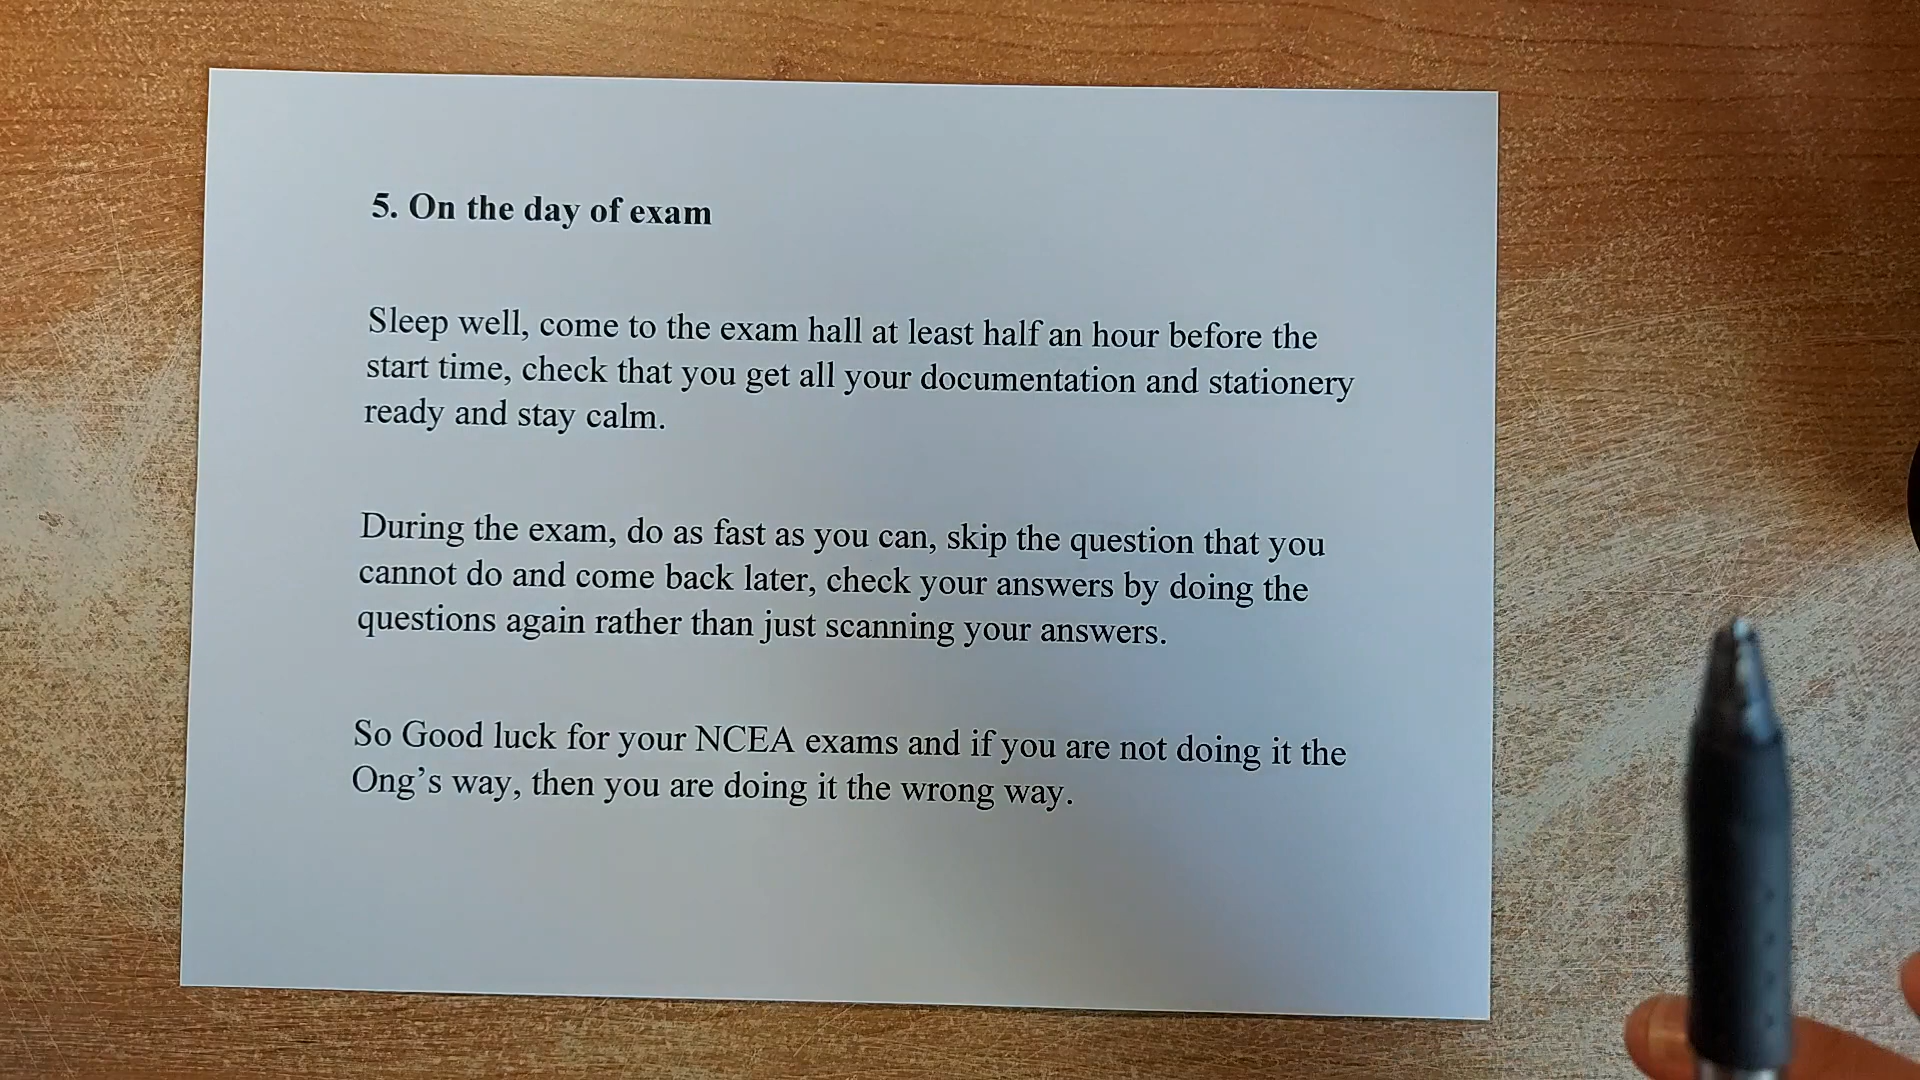 5. On the day of exam
Sleep well, come to the exam hall at least half an hour before the
start time, check that you get all your documentation and stationery
ready and stay calm.
During the exam, do as fast as you can, skip the question that you
cannot do and come back later, check your answers by doing the
questions again rather than just scanning your answers.
So Good luck for your NCEA exams and if you are not doing it the
Ong’s way, then you are doing it the wrong way.